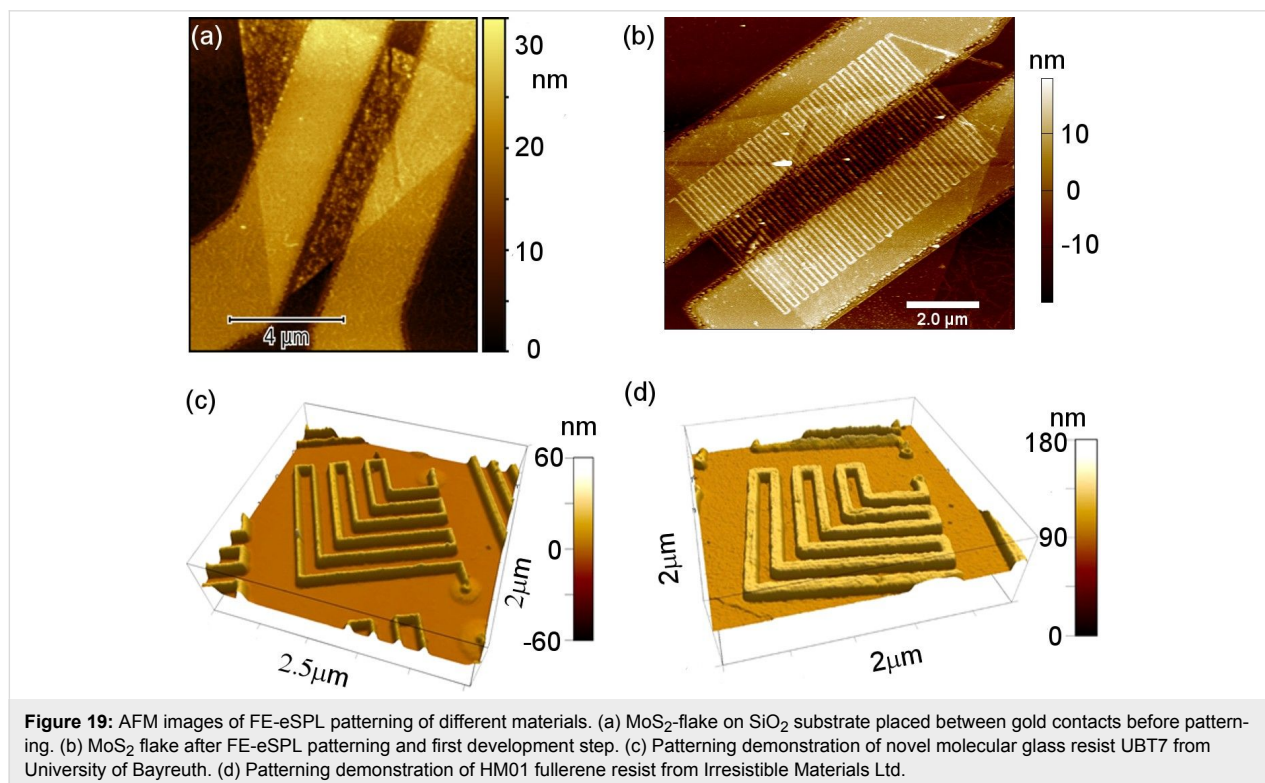 (a)
30
nm
20
10
0
4 μm
(b)
nm
10
0
-10
2.0 μm
(c)
nm
60
0
-60
2μm
2.5μm
(d)
nm
180
90
0
2μm
2μm
Figure 19: AFM images of FE-eSPL patterning of different materials. (a) MoS2-flake on SiO2 substrate placed between gold contacts before pattern-
ing. (b) MoS2 flake after FE-eSPL patterning and first development step. (c) Patterning demonstration of novel molecular glass resist UBT7 from
University of Bayreuth. (d) Patterning demonstration of HM01 fullerene resist from Irresistible Materials Ltd.